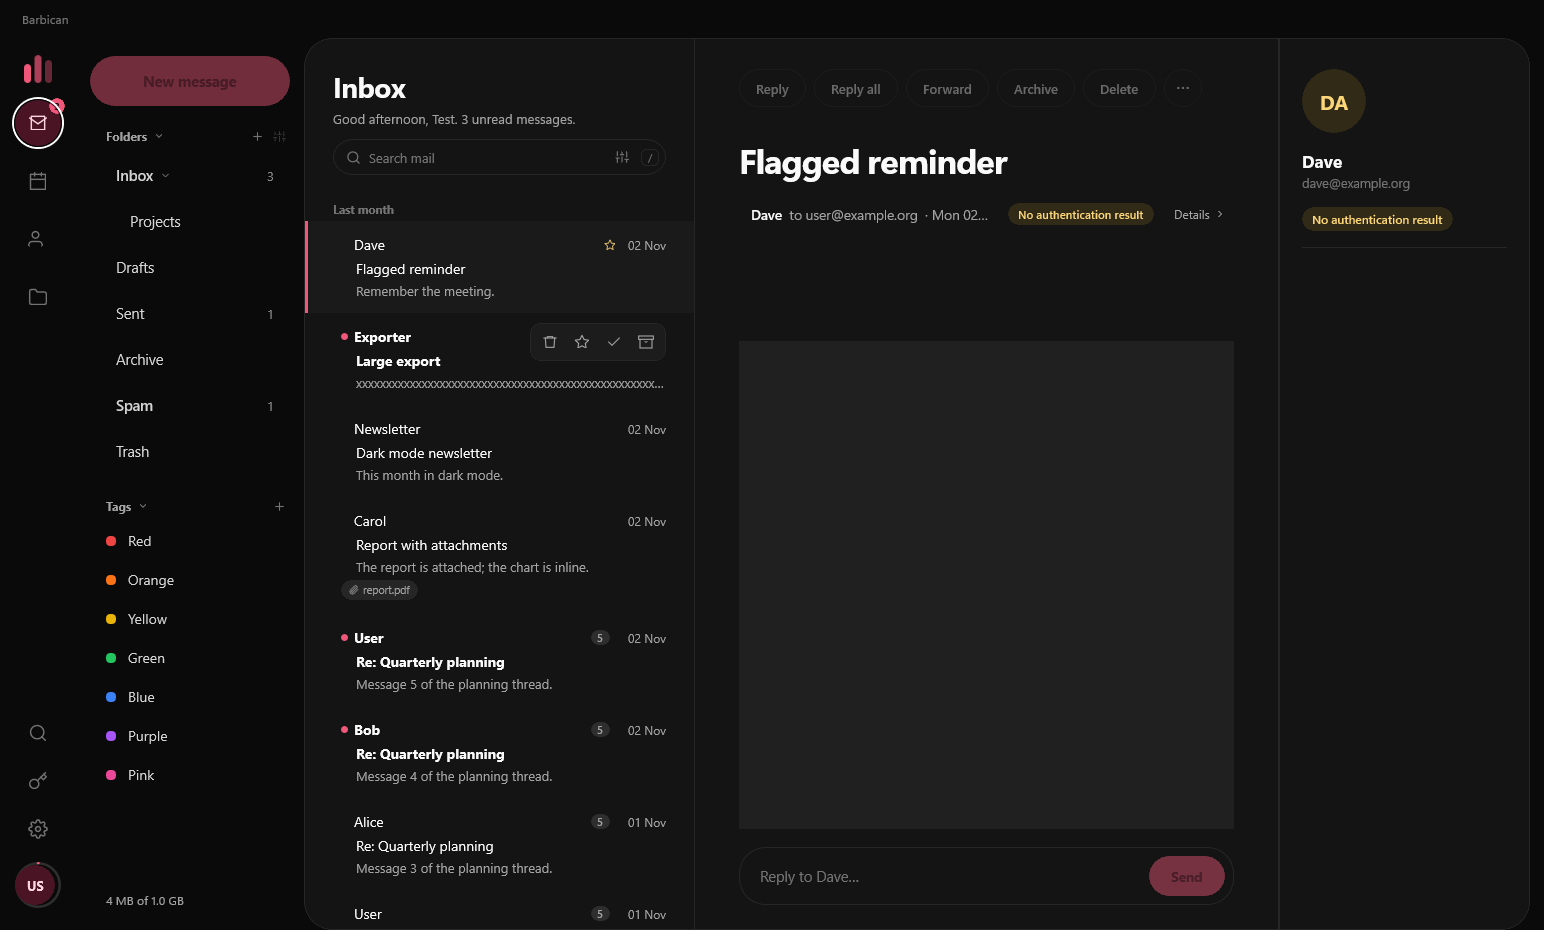 Barbican
New message
Folders
Inbox 3
Projects
Drafts
Sent 1
Archive
Spam 1
Trash
Tags
Red
Orange
Yellow
Green
Blue
Purple
Pink
US
4 MB of 1.0 GB
Inbox
Good afternoon, Test. 3 unread messages.
Search mail /
Last month
Dave 02 Nov
Flagged reminder
Remember the meeting.
Exporter
Large export
Newsletter 02 Nov
Dark mode newsletter
This month in dark mode.
Carol 02 Nov
Report with attachments
The report is attached; the chart is inline.
report.pdf
User 5 02 Nov
Re: Quarterly planning
Message 5 of the planning thread.
Bob 5 02 Nov
Re: Quarterly planning
Message 4 of the planning thread.
Alice 5 01 Nov
Re: Quarterly planning
Message 3 of the planning thread.
User 5 01 Nov
Reply Reply all Forward Archive Delete ...
Flagged reminder
Dave to user@example.org · Mon 02... No authentication result Details
Reply to Dave... Send
DA
Dave
dave@example.org
No authentication result